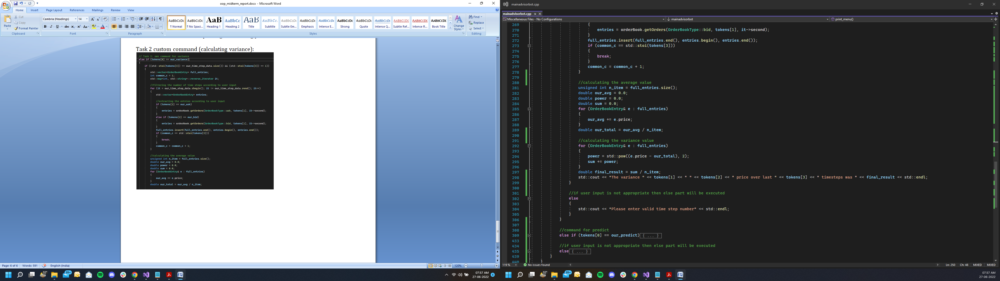 oop_midterm_report.docx - Microsoft Word
Home Insert Page Layout References Mailings Review View
Paste
Cut
Copy
Format Painter
Clipboard
Cambria (Headings) 14
Font
Paragraph
AaBbCcDc AaBbCcDc AaB AaBbCc AaB AaBbCc. AaBbCcDc AaBbCcDc AaBbCcDc AaBbCcDc AaBbCcDc AaBbCcDc AABBCCDC AABBCCDC AABBCCDC
¶ Normal ¶ No Spaci... Heading 1 Heading 2 Title Subtitle Subtle Em... Emphasis Intense E... Strong Quote Intense Q... Subtle Ref... Intense R... Book Title
Styles
Change Styles
Find
Replace
Select
Editing
Task 2 custom command (calculating variance):
// Task 2: own command for variance
else if (tokens[0] == our_variance)
{
if ((std::stoi(tokens[3]) <= our_time_step_data.size()) && (std::stoi(tokens[3]) >= 1))
{
std::vector<OrderBookEntry> full_entries;
int common_c = 1;
std::map<int, std::string>::reverse_iterator it;
//filtering the number of time steps according to user input
for (it = our_time_step_data.rbegin(); it != our_time_step_data.rend(); it++)
{
std::vector<OrderBookEntry> entries;
//extracting the entries according to user input
if (tokens[2] == our_ask)
{
entries = orderBook.getOrders(OrderBookType::ask, tokens[1], it->second);
}
else if (tokens[2] == our_bid)
{
entries = orderBook.getOrders(OrderBookType::bid, tokens[1], it->second);
}
full_entries.insert(full_entries.end(), entries.begin(), entries.end());
if (common_c == std::stoi(tokens[3]))
{
break;
}
common_c = common_c + 1;
}
//calculating the average value
unsigned int n_item = full_entries.size();
double our_avg = 0.0;
double power = 0.0;
double sum = 0.0;
for (OrderBookEntry& e : full_entries)
{
our_avg += e.price;
}
double our_total = our_avg / n_item;
Page: 6 of 6 Words: 591 English (India) 120%
32° 99+ 07:57 AM
27-06-2022 4
mainadvisorbot.cpp
mainadvisorbot.cpp
Miscellaneous Files - No Configurations mainadvisorbot print_menu()
269 {
270 entries = orderBook.getOrders(OrderBookType::bid, tokens[1], it->second);
271 }
272 full_entries.insert(full_entries.end(), entries.begin(), entries.end());
273 if (common_c == std::stoi(tokens[3]))
274 {
275 break;
276 }
277 common_c = common_c + 1;
278 }
279
280 //calculating the average value
281 unsigned int n_item = full_entries.size();
282 double our_avg = 0.0;
283 double power = 0.0;
284 double sum = 0.0;
285 for (OrderBookEntry& e : full_entries)
286 {
287 our_avg += e.price;
288 }
289 double our_total = our_avg / n_item;
290
291 //calculating the variance value
292 for (OrderBookEntry& e : full_entries)
293 {
294 power = std::pow((e.price - our_total), 2);
295 sum += power;
296 }
297 double final_result = sum / n_item;
298 std::cout << "The variance " << tokens[1] << " " << tokens[2] << " price over last " << tokens[3] << " timesteps was " << final_result << std::endl;
299 }
300
301 //if user input is not appropriate then else part will be executed
302 else
303 {
304 std::cout << "Please enter valid time step number" << std::endl;
305 }
306 }
307
308 //command for predict
309 else if (tokens[0] == our_predict){ ... }
433
434 //if user input is not appropriate then else part will be executed
435 else{ ... }
439 }
440 }
119 % No issues found Ln: 250 Ch: 48 MIXED MIXED
32° 99+ 07:57 AM
27-06-2022